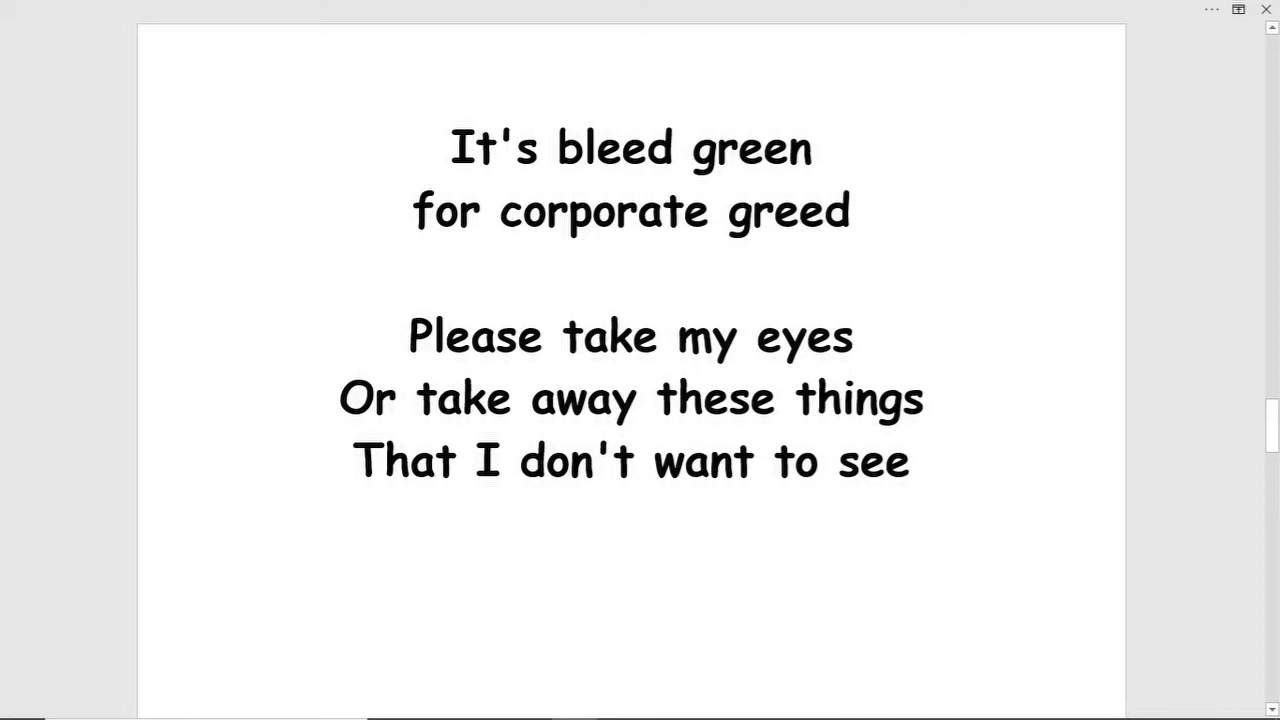 It's bleed green
for corporate greed
Please take my eyes
Or take away these things
That I don't want to see